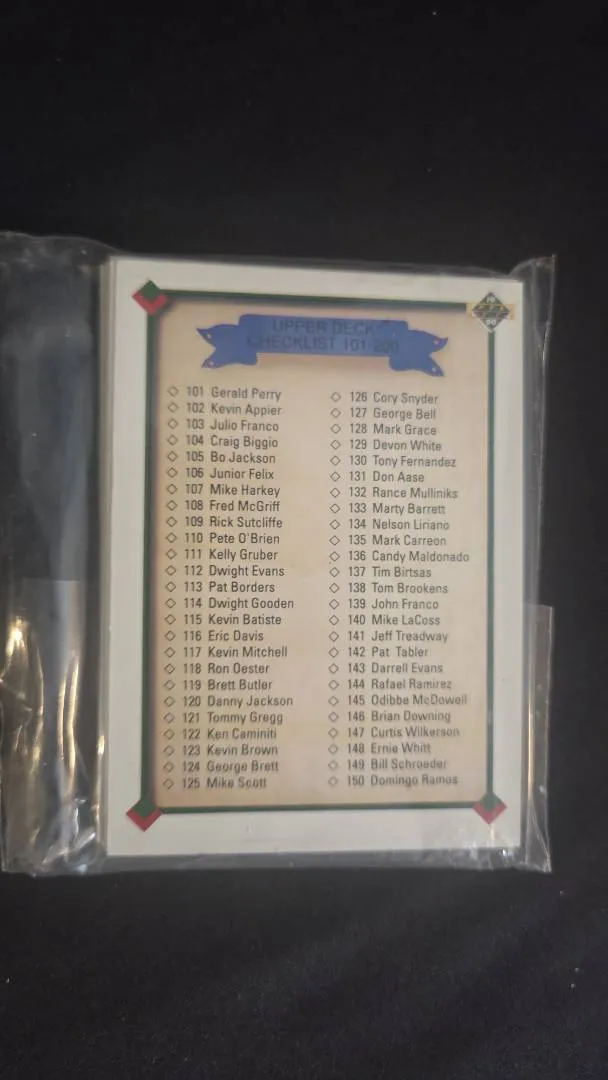 19 90
UPPER DECK
CHECKLIST 101-200
101 Gerald Perry
102 Kevin Appier
103 Julio Franco
104 Craig Biggio
105 Bo Jackson
106 Junior Felix
107 Mike Harkey
108 Fred McGriff
109 Rick Sutcliffe
110 Pete O'Brien
111 Kelly Gruber
112 Dwight Evans
113 Pat Borders
114 Dwight Gooden
115 Kevin Batiste
116 Eric Davis
117 Kevin Mitchell
118 Ron Oester
119 Brett Butler
120 Danny Jackson
121 Tommy Gregg
122 Ken Caminiti
123 Kevin Brown
124 George Brett
125 Mike Scott
126 Cory Snyder
127 George Bell
128 Mark Grace
129 Devon White
130 Tony Fernandez
131 Don Aase
132 Rance Mulliniks
133 Marty Barrett
134 Nelson Liriano
135 Mark Carreon
136 Candy Maldonado
137 Tim Birtsas
138 Tom Brookens
139 John Franco
140 Mike LaCoss
141 Jeff Treadway
142 Pat Tabler
143 Darrell Evans
144 Rafael Ramirez
145 Odibbe McDowell
146 Brian Downing
147 Curtis Wilkerson
148 Ernie Whitt
149 Bill Schroeder
150 Domingo Ramos